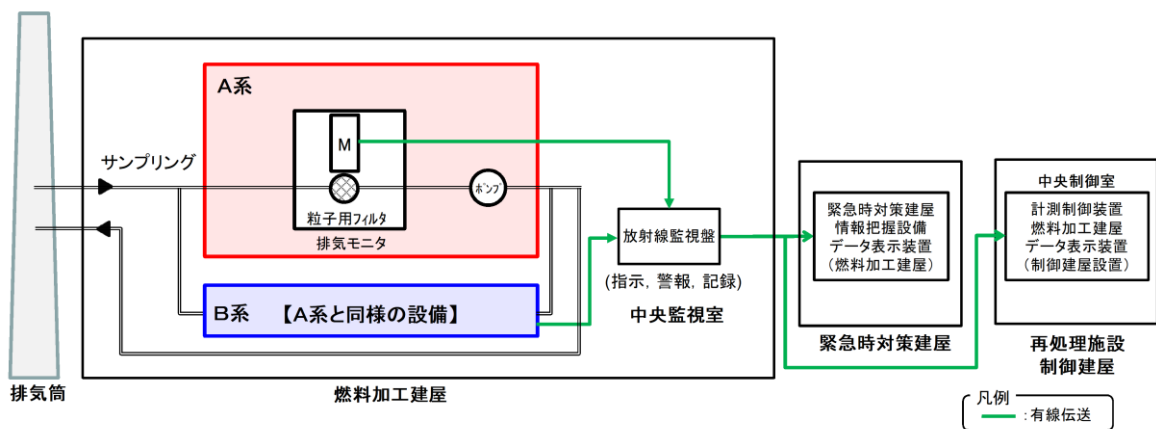 A系
M
サンプリング
ﾎﾟﾝﾌﾟ
粒子用フィルタ
排気モニタ
B系 【A系と同様の設備】
放射線監視盤
(指示, 警報, 記録)
中央監視室
燃料加工建屋
排気筒
緊急時対策建屋
情報把握設備
データ表示装置
(燃料加工建屋)
緊急時対策建屋
中央制御室
計測制御装置
燃料加工建屋
データ表示装置
(制御建屋設置)
再処理施設
制御建屋
凡例
:有線伝送